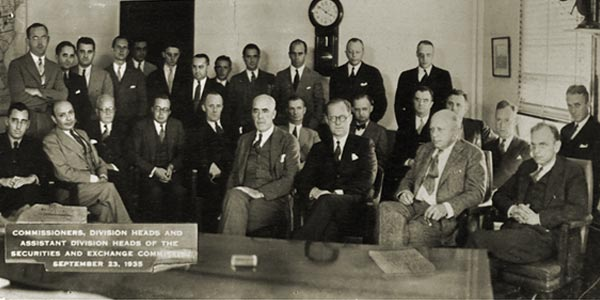 COMMISSIONERS, DIVISION HEADS AND
ASSISTANT DIVISION HEADS OF THE
SECURITIES AND EXCHANGE COMMISSION
SEPTEMBER 23, 1935